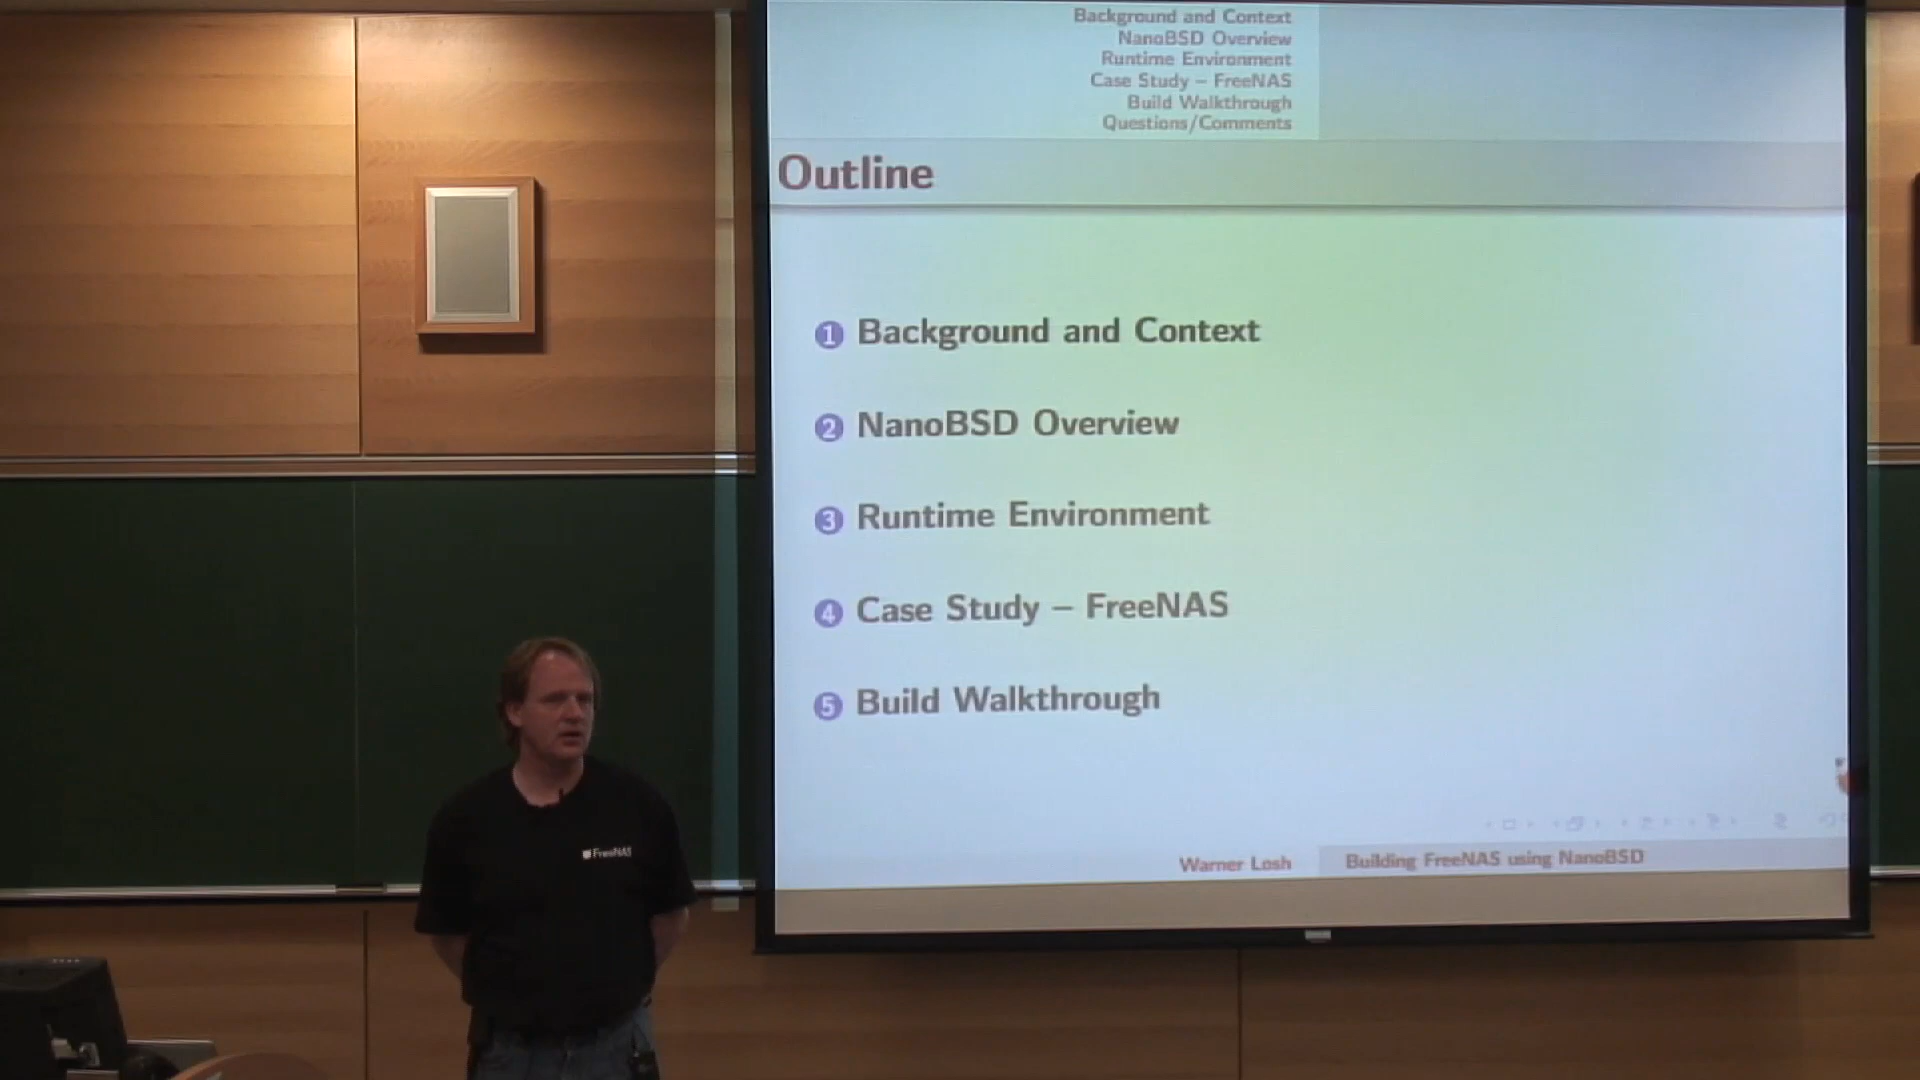 Background and Context
NanoBSD Overview
Runtime Environment
Case Study – FreeNAS
Build Walkthrough
Questions/Comments
Outline
1 Background and Context
2 NanoBSD Overview
3 Runtime Environment
4 Case Study – FreeNAS
5 Build Walkthrough
Warner Losh
Building FreeNAS using NanoBSD
FreeNAS